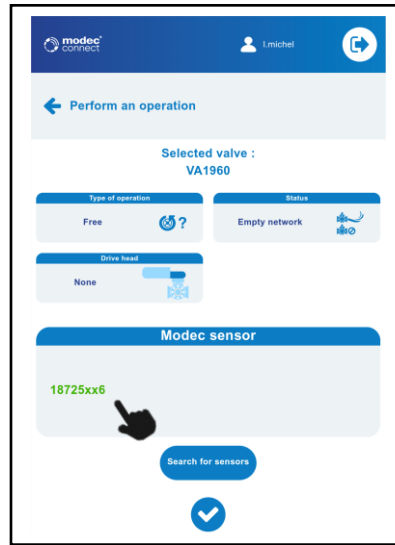 modec
connect
l.michel
Perform an operation
Selected valve :
VA1960
Type of operation
Status
Free
?
Empty network
Drive head
None
Modec sensor
18725xx6
Search for sensors